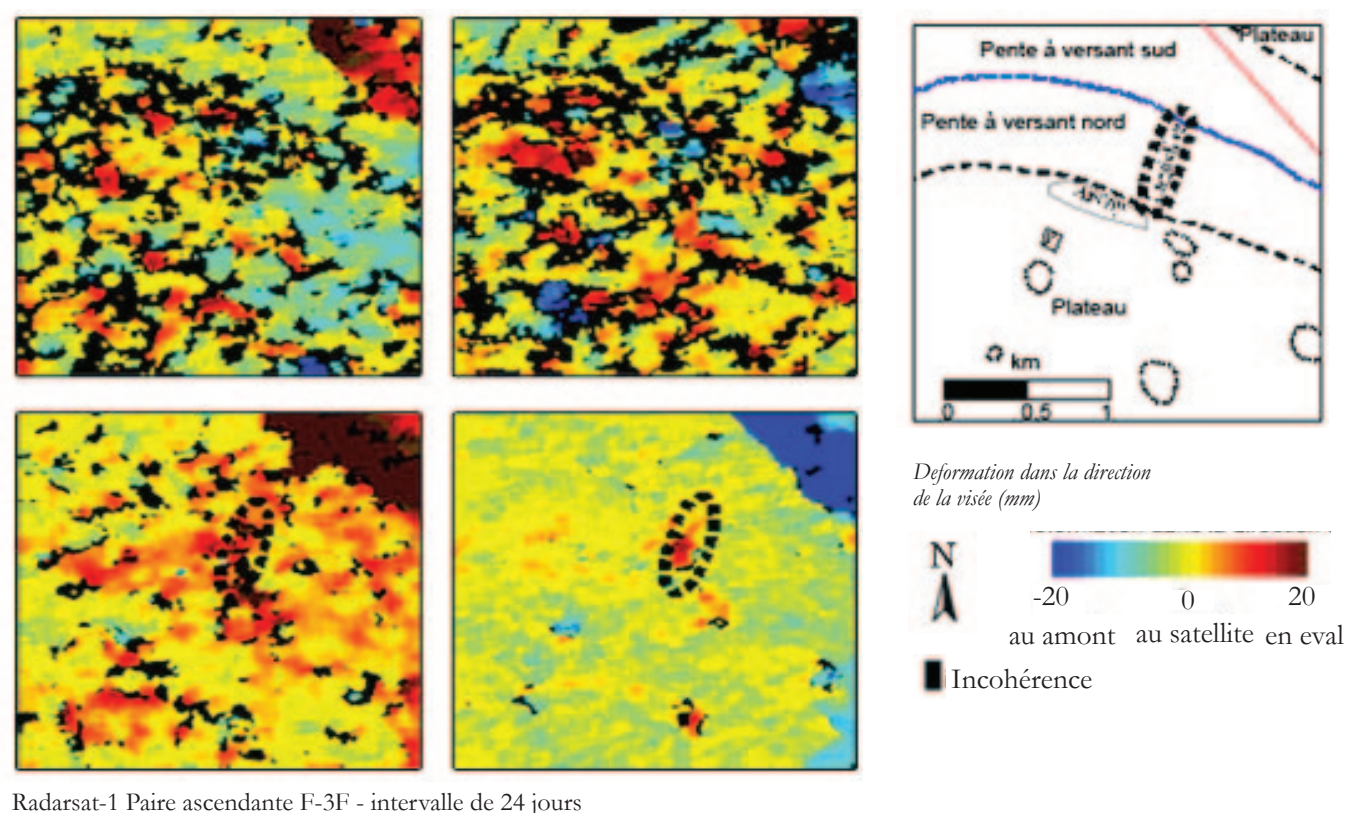 Plateau
Pente à versant sud
Pente à versant nord
Plateau
km
0 0,5 1
Deformation dans la direction
de la visée (mm)
N
-20 0 20
au amont au satellite en eval
Incohérence
Radarsat-1 Paire ascendante F-3F - intervalle de 24 jours